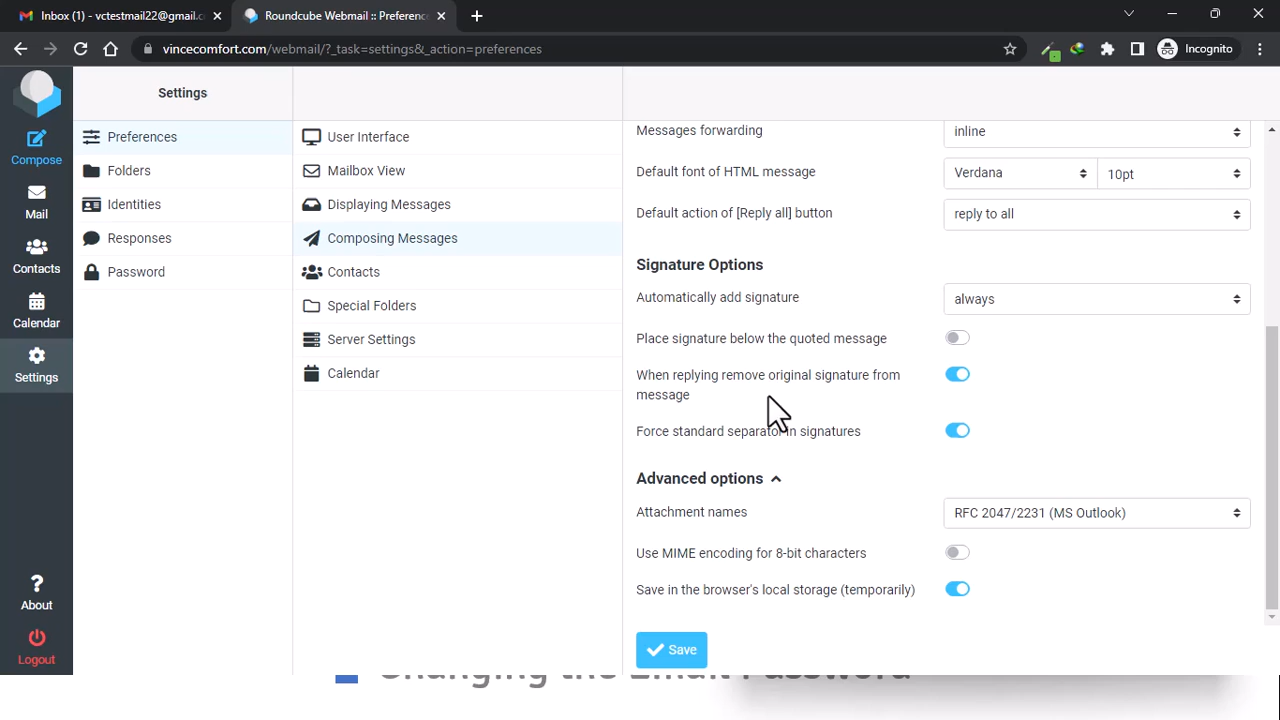 Inbox (1) - vctestmail22@gmail.c
Roundcube Webmail :: Preference
vincecomfort.com/webmail/?_task=settings&_action=preferences
Incognito
Compose
Mail
Contacts
Calendar
Settings
About
Logout
Settings
Preferences
Folders
Identities
Responses
Password
User Interface
Mailbox View
Displaying Messages
Composing Messages
Contacts
Special Folders
Server Settings
Calendar
Messages forwarding
inline
Default font of HTML message
Verdana
10pt
Default action of [Reply all] button
reply to all
Signature Options
Automatically add signature
always
Place signature below the quoted message
When replying remove original signature from
message
Force standard separator in signatures
Advanced options
Attachment names
RFC 2047/2231 (MS Outlook)
Use MIME encoding for 8-bit characters
Save in the browser's local storage (temporarily)
Save
Changing the Email Password